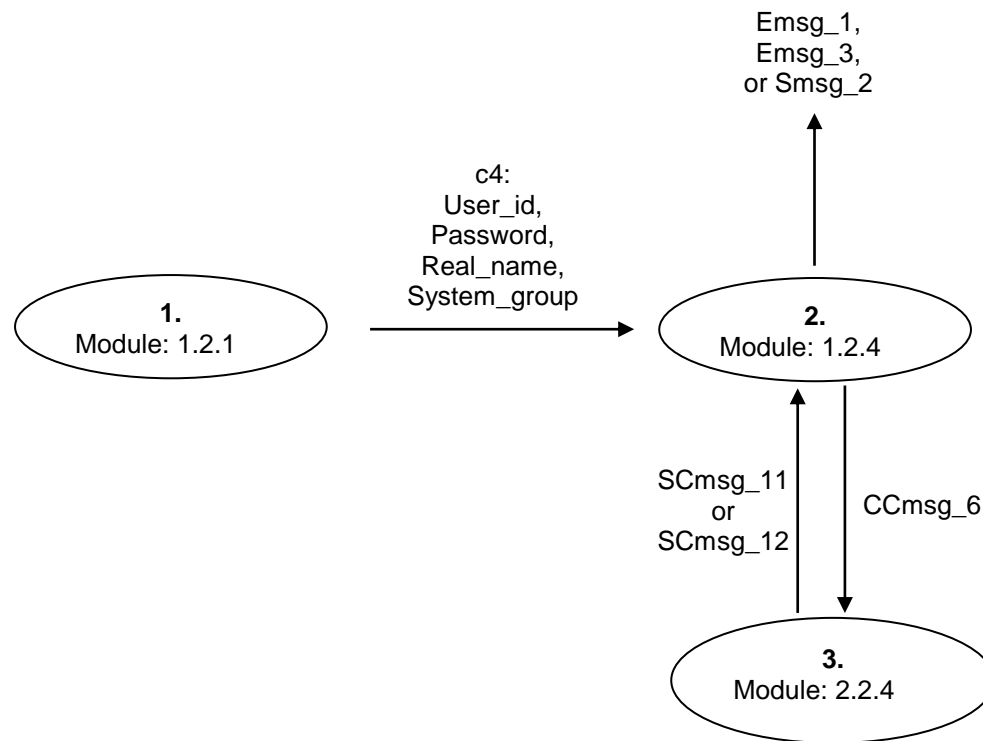 Emsg_1,
Emsg_3,
or Smsg_2
c4:
User_id,
Password,
Real_name,
System_group
1.
Module: 1.2.1
2.
Module: 1.2.4
SCmsg_11
or
SCmsg_12
CCmsg_6
3.
Module: 2.2.4